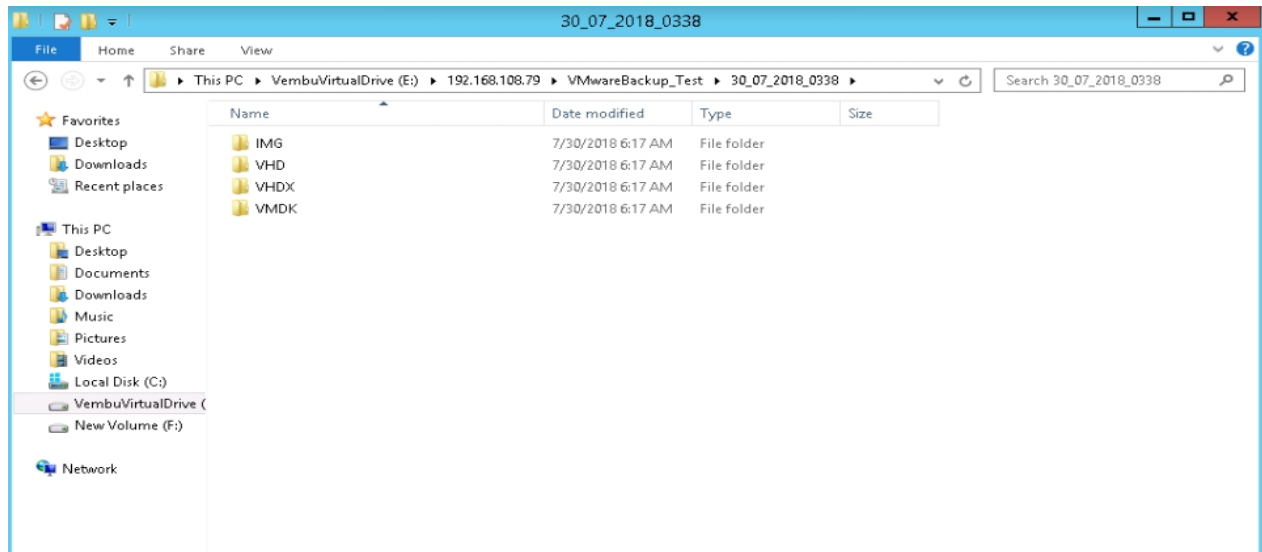 30_07_2018_0338
File Home Share View
This PC VembuVirtualDrive (E:) 192.168.108.79 VMwareBackup_Test 30_07_2018_0338 Search 30_07_2018_0338
Name Date modified Type Size
Favorites
Desktop
Downloads
Recent places
This PC
Desktop
Documents
Downloads
Music
Pictures
Videos
Local Disk (C:)
VembuVirtualDrive (
New Volume (F:)
Network
IMG 7/30/2018 6:17 AM File folder
VHD 7/30/2018 6:17 AM File folder
VHDX 7/30/2018 6:17 AM File folder
VMDK 7/30/2018 6:17 AM File folder